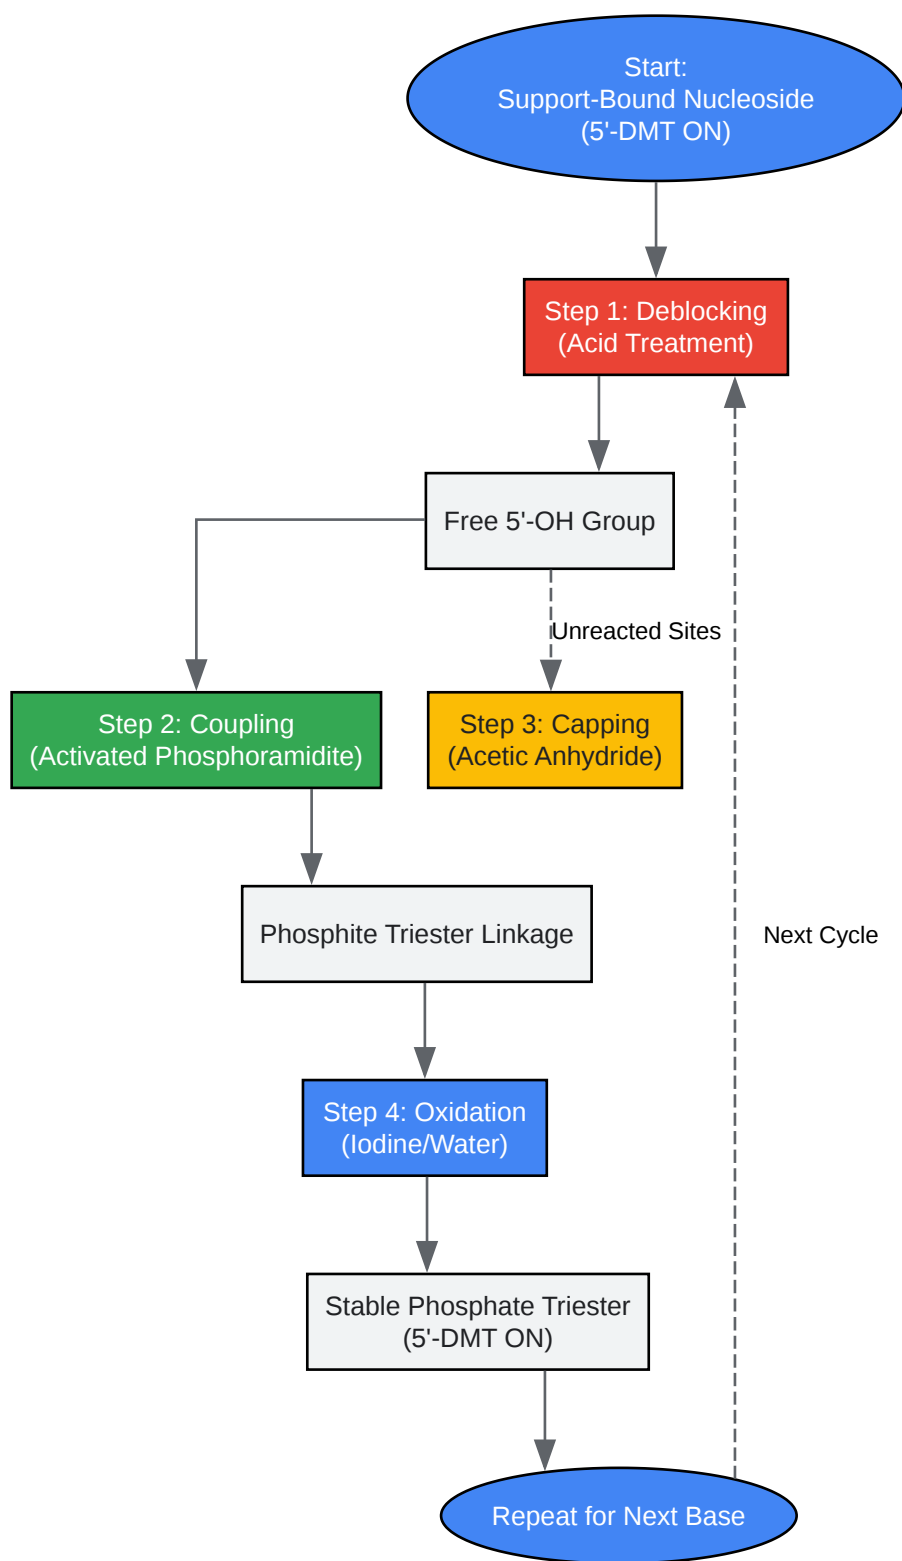 Start:
Support-Bound Nucleoside
(5'-DMT ON)
Step 1: Deblocking
(Acid Treatment)
Free 5'-OH Group
Unreacted Sites
Step 2: Coupling
(Activated Phosphoramidite)
Step 3: Capping
(Acetic Anhydride)
Phosphite Triester Linkage
Next Cycle
Step 4: Oxidation
(Iodine/Water)
Stable Phosphate Triester
(5'-DMT ON)
Repeat for Next Base